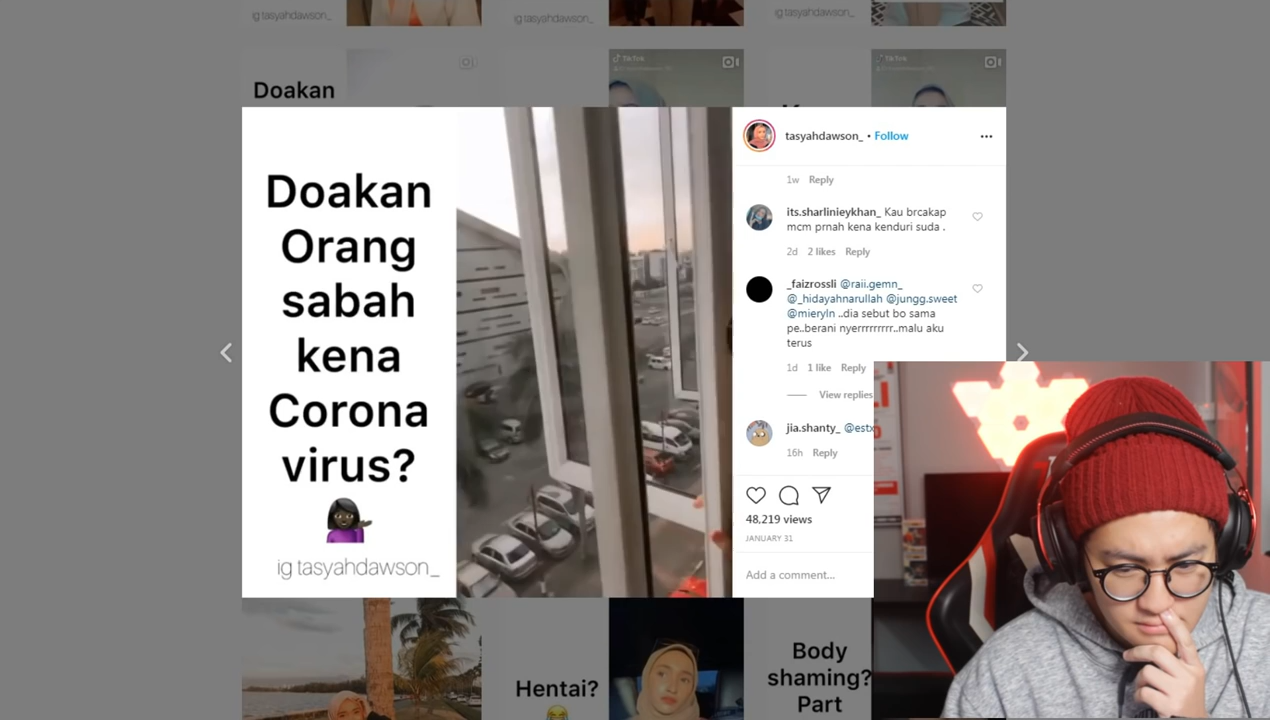 ig tasyahdawson_
ig tasyahdawson_
ig tasyahdawson_
Doakan
TikTok
TikTok
Doakan
Orang
sabah
kena
Corona
virus?
ig tasyahdawson_
tasyahdawson_ • Follow
1w Reply
its.sharlinieykhan_ Kau brcakap
mcm prnah kena kenduri suda .
2d 2 likes Reply
_faizrossli @raii.gemn_
@_hidayahnarullah @jungg.sweet
@mieryln ..dia sebut bo sama
pe..berani nyerrrrrrrrr..malu aku
terus
1d 1 like Reply
View replies
jia.shanty_ @estx
16h Reply
48,219 views
JANUARY 31
Add a comment...
Hentai?
Body
shaming?
Part